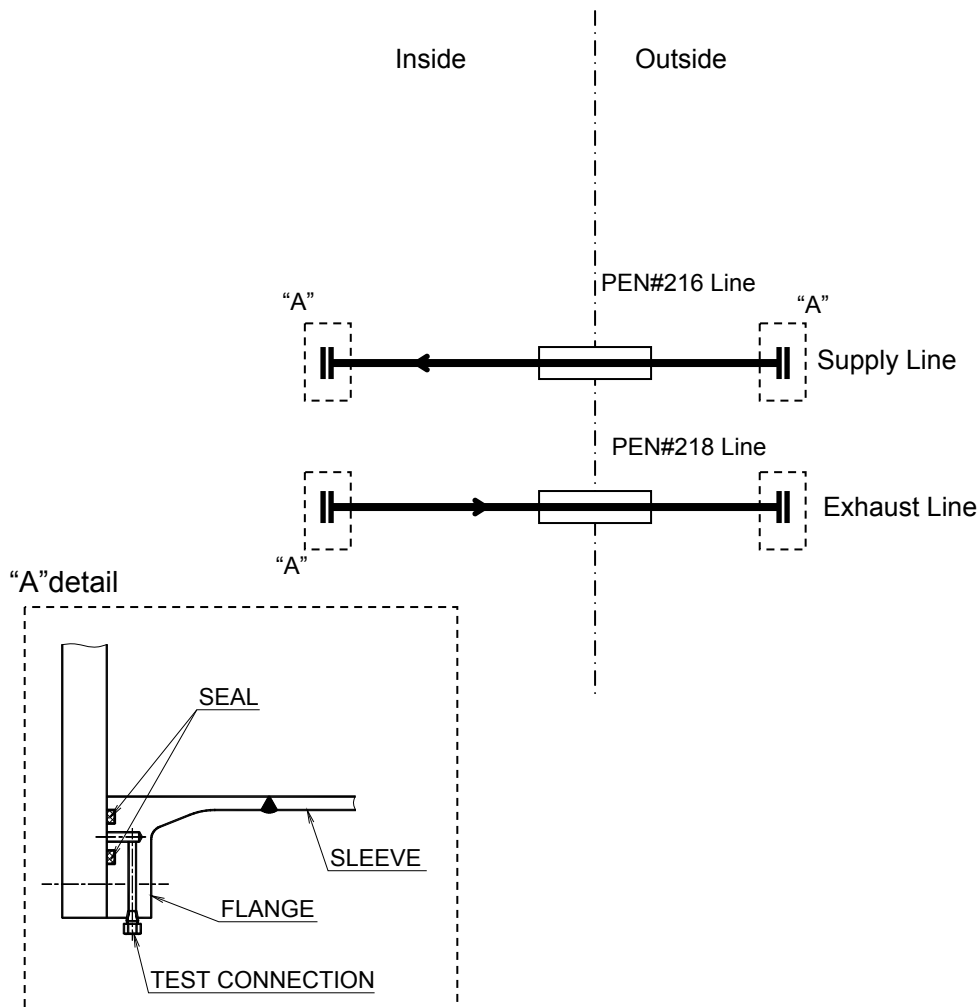 Inside
Outside
PEN#216 Line
“A”
“A”
Supply Line
PEN#218 Line
Exhaust Line
“A”
“A”detail
SEAL
SLEEVE
FLANGE
TEST CONNECTION